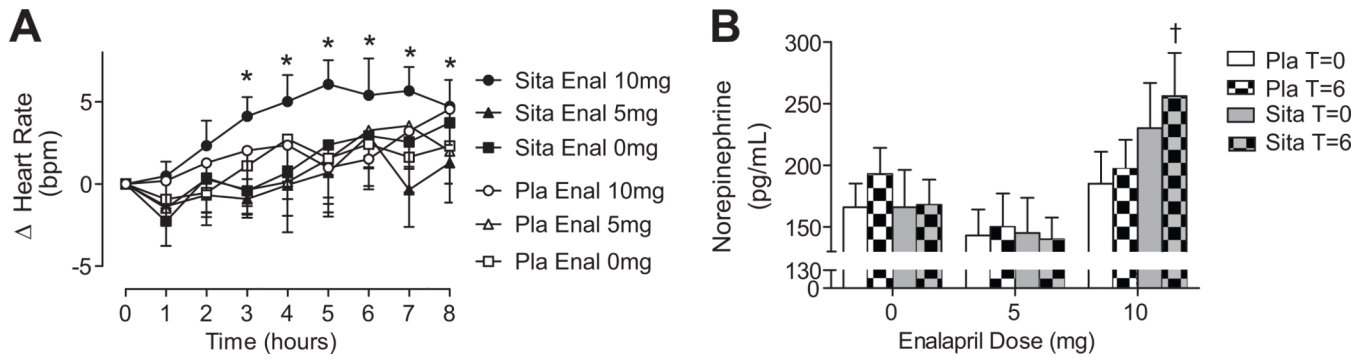 A
Δ Heart Rate
(bpm)
5
0
-5
* * * * * *
0 1 2 3 4 5 6 7 8
Time (hours)
Sita Enal 10mg
Sita Enal 5mg
Sita Enal 0mg
Pla Enal 10mg
Pla Enal 5mg
Pla Enal 0mg
B
Norepinephrine
(pg/mL)
300
250
200
150
130
0
†
0 5 10
Enalapril Dose (mg)
Pla T=0
Pla T=6
Sita T=0
Sita T=6